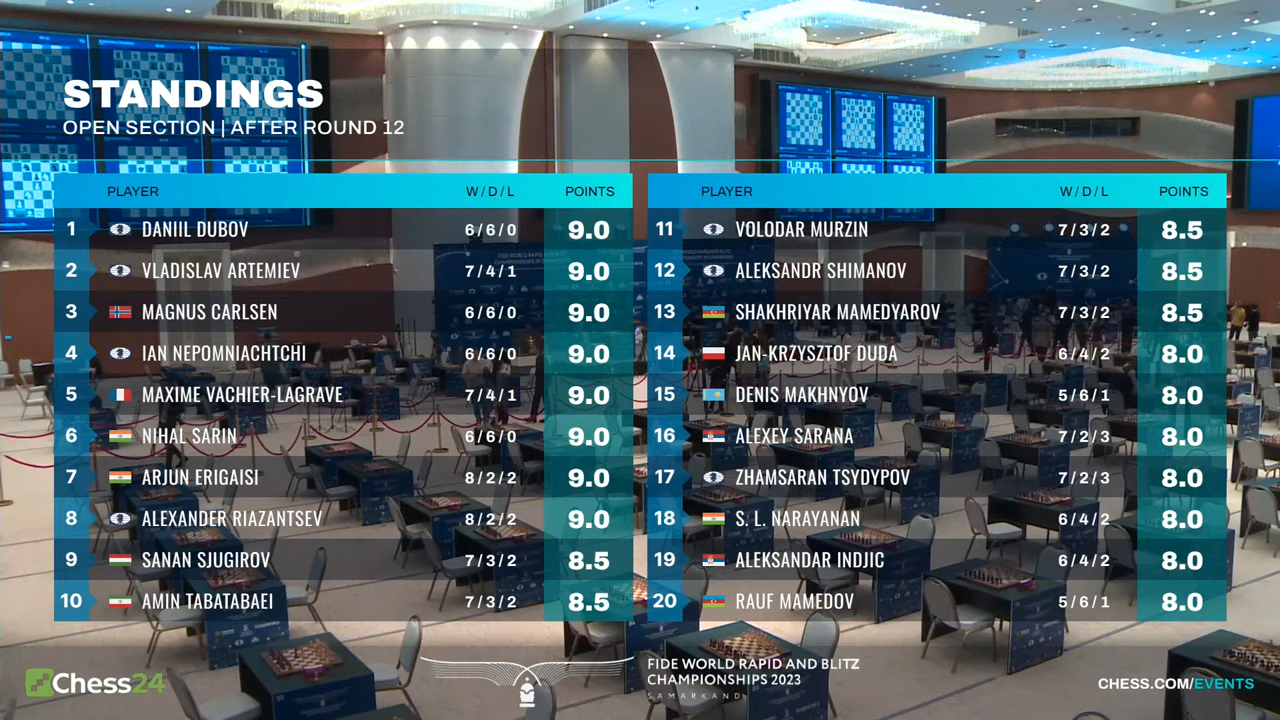 STANDINGS
OPEN SECTION | AFTER ROUND 12
PLAYER W / D / L POINTS
1 DANIIL DUBOV 6 / 6 / 0 9.0
2 VLADISLAV ARTEMIEV 7 / 4 / 1 9.0
3 MAGNUS CARLSEN 6 / 6 / 0 9.0
4 IAN NEPOMNIACHTCHI 6 / 6 / 0 9.0
5 MAXIME VACHIER-LAGRAVE 7 / 4 / 1 9.0
6 NIHAL SARIN 6 / 6 / 0 9.0
7 ARJUN ERIGAISI 8 / 2 / 2 9.0
8 ALEXANDER RIAZANTSEV 8 / 2 / 2 9.0
9 SANAN SJUGIROV 7 / 3 / 2 8.5
10 AMIN TABATABAEI 7 / 3 / 2 8.5
PLAYER W / D / L POINTS
11 VOLODAR MURZIN 7 / 3 / 2 8.5
12 ALEKSANDR SHIMANOV 7 / 3 / 2 8.5
13 SHAKHRIYAR MAMEDYAROV 7 / 3 / 2 8.5
14 JAN-KRZYSZTOF DUDA 6 / 4 / 2 8.0
15 DENIS MAKHNYOV 5 / 6 / 1 8.0
16 ALEXEY SARANA 7 / 2 / 3 8.0
17 ZHAMSARAN TSYDYPOV 7 / 2 / 3 8.0
18 S. L. NARAYANAN 6 / 4 / 2 8.0
19 ALEKSANDAR INDJIC 6 / 4 / 2 8.0
20 RAUF MAMEDOV 5 / 6 / 1 8.0
Chess24
FIDE WORLD RAPID AND BLITZ
CHAMPIONSHIPS 2023
SAMARKAND
CHESS.COM/EVENTS